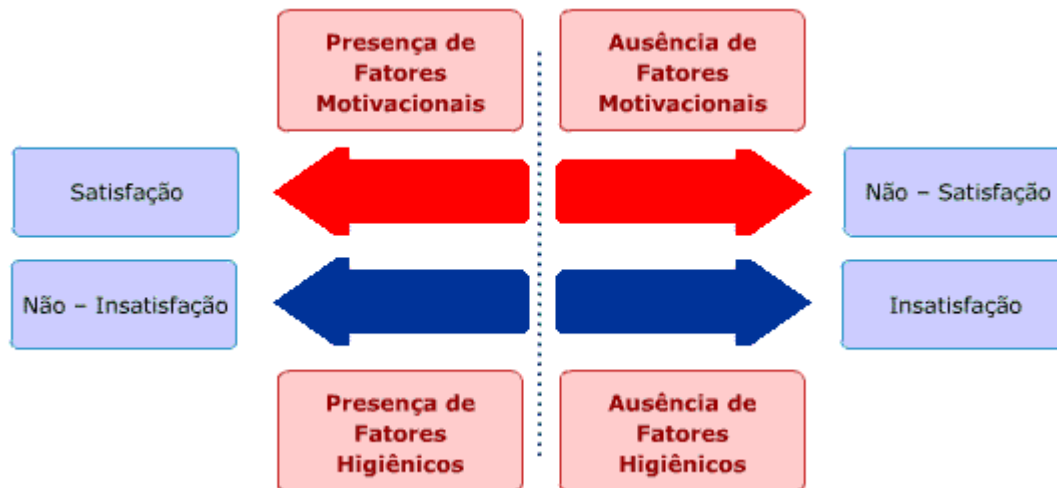 Presença de
Fatores
Motivacionais
Ausência de
Fatores
Motivacionais
Satisfação
Não – Satisfação
Não – Insatisfação
Insatisfação
Presença de
Fatores
Higiênicos
Ausência de
Fatores
Higiênicos